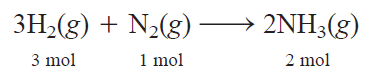 3H₂(g) + N₂(g) ⟶ 2NH₃(g)
3 mol 1 mol 2 mol